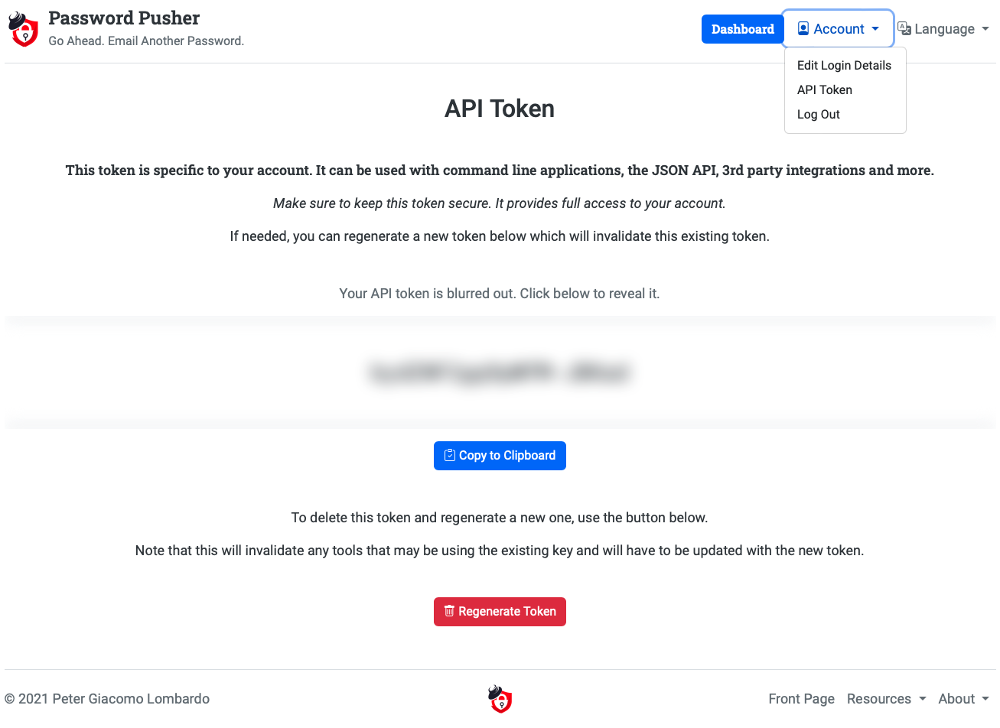 Password Pusher
Go Ahead. Email Another Password.
Dashboard
Account
Language
Edit Login Details
API Token
Log Out
API Token
This token is specific to your account. It can be used with command line applications, the JSON API, 3rd party integrations and more.
Make sure to keep this token secure. It provides full access to your account.
If needed, you can regenerate a new token below which will invalidate this existing token.
Your API token is blurred out. Click below to reveal it.
Copy to Clipboard
To delete this token and regenerate a new one, use the button below.
Note that this will invalidate any tools that may be using the existing key and will have to be updated with the new token.
Regenerate Token
© 2021 Peter Giacomo Lombardo
Front Page
Resources
About